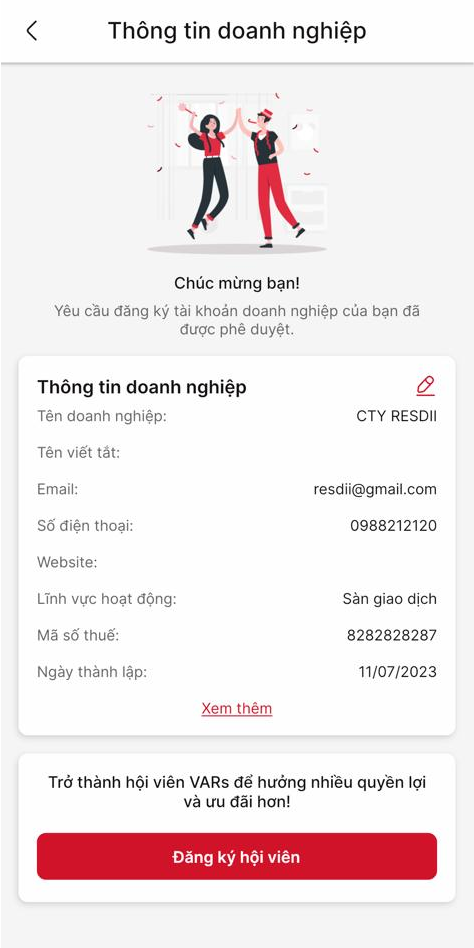 Thông tin doanh nghiệp
Chúc mừng bạn!
Yêu cầu đăng ký tài khoản doanh nghiệp của bạn đã
được phê duyệt.
Thông tin doanh nghiệp
Tên doanh nghiệp: CTY RESDII
Tên viết tắt:
Email: resdii@gmail.com
Số điện thoại: 0988212120
Website:
Lĩnh vực hoạt động: Sàn giao dịch
Mã số thuế: 8282828287
Ngày thành lập: 11/07/2023
Xem thêm
Trở thành hội viên VARs để hưởng nhiều quyền lợi
và ưu đãi hơn!
Đăng ký hội viên